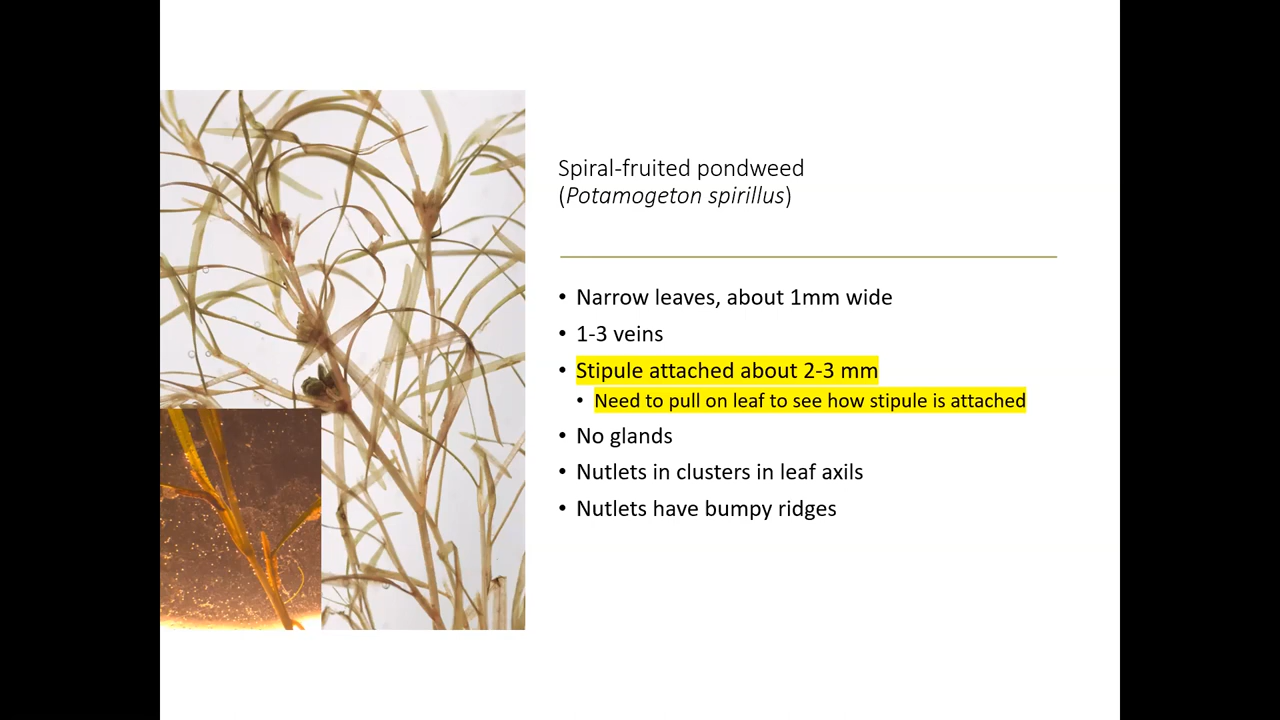 Spiral-fruited pondweed
(Potamogeton spirillus)
• Narrow leaves, about 1mm wide
• 1-3 veins
• Stipule attached about 2-3 mm
• Need to pull on leaf to see how stipule is attached
• No glands
• Nutlets in clusters in leaf axils
• Nutlets have bumpy ridges